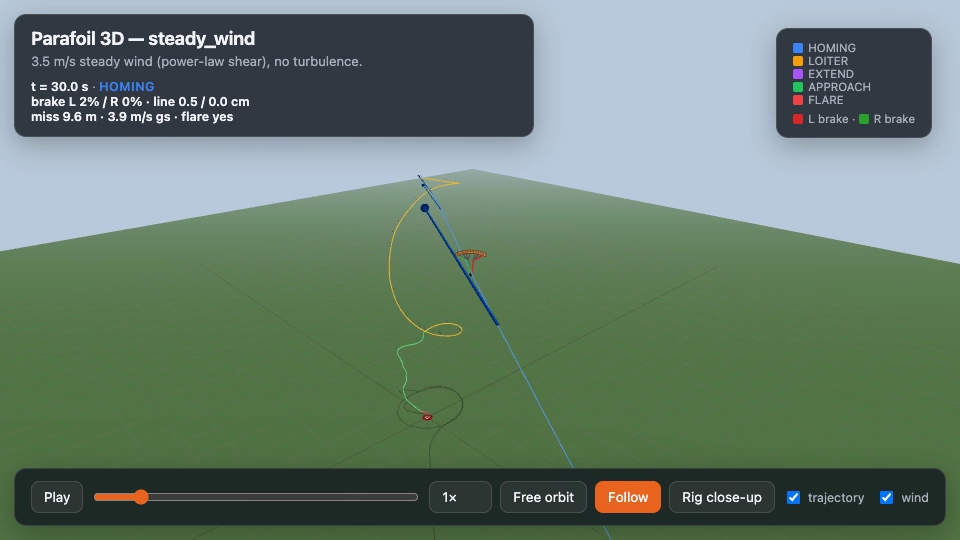 Parafoil 3D — steady_wind
3.5 m/s steady wind (power-law shear), no turbulence.
t = 30.0 s · HOMING
brake L 2% / R 0% · line 0.5 / 0.0 cm
miss 9.6 m · 3.9 m/s gs · flare yes
HOMING
LOITER
EXTEND
APPROACH
FLARE
L brake · R brake
Play 1× Free orbit Follow Rig close-up trajectory wind